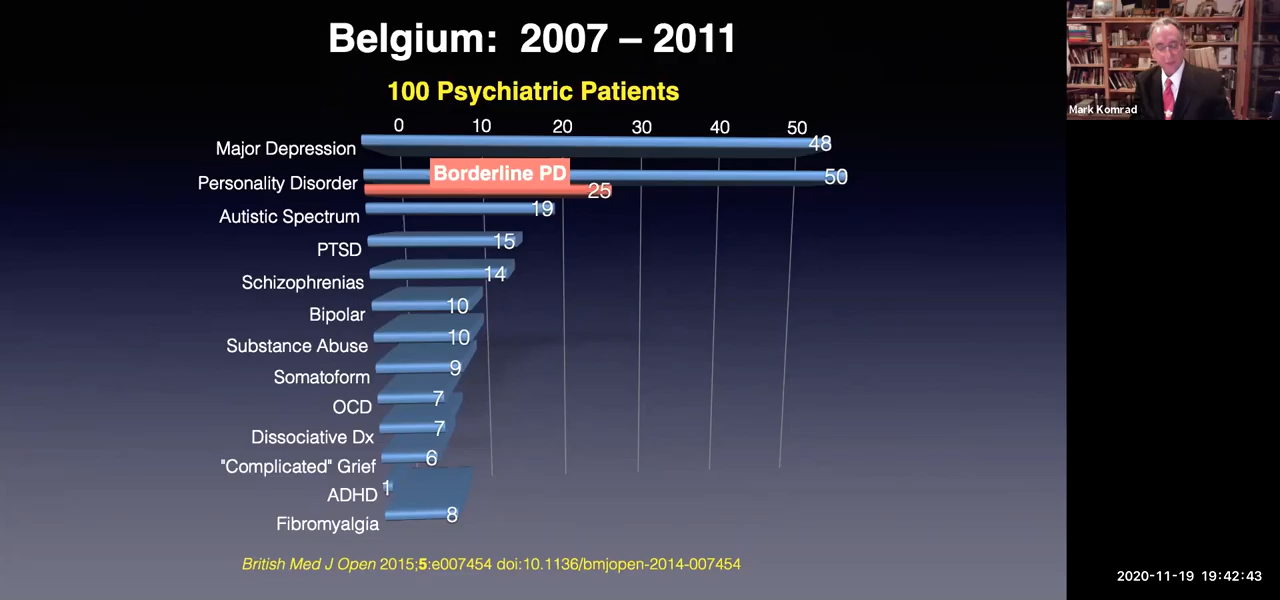 Belgium: 2007 – 2011
100 Psychiatric Patients
0 10 20 30 40 50
Major Depression 48
Personality Disorder 50
Borderline PD 25
Autistic Spectrum 19
PTSD 15
Schizophrenias 14
Bipolar 10
Substance Abuse 10
Somatoform 9
OCD 7
Dissociative Dx 7
"Complicated" Grief 6
ADHD 1
Fibromyalgia 8
British Med J Open 2015;5:e007454 doi:10.1136/bmjopen-2014-007454
Mark Komrad
2020-11-19 19:42:43